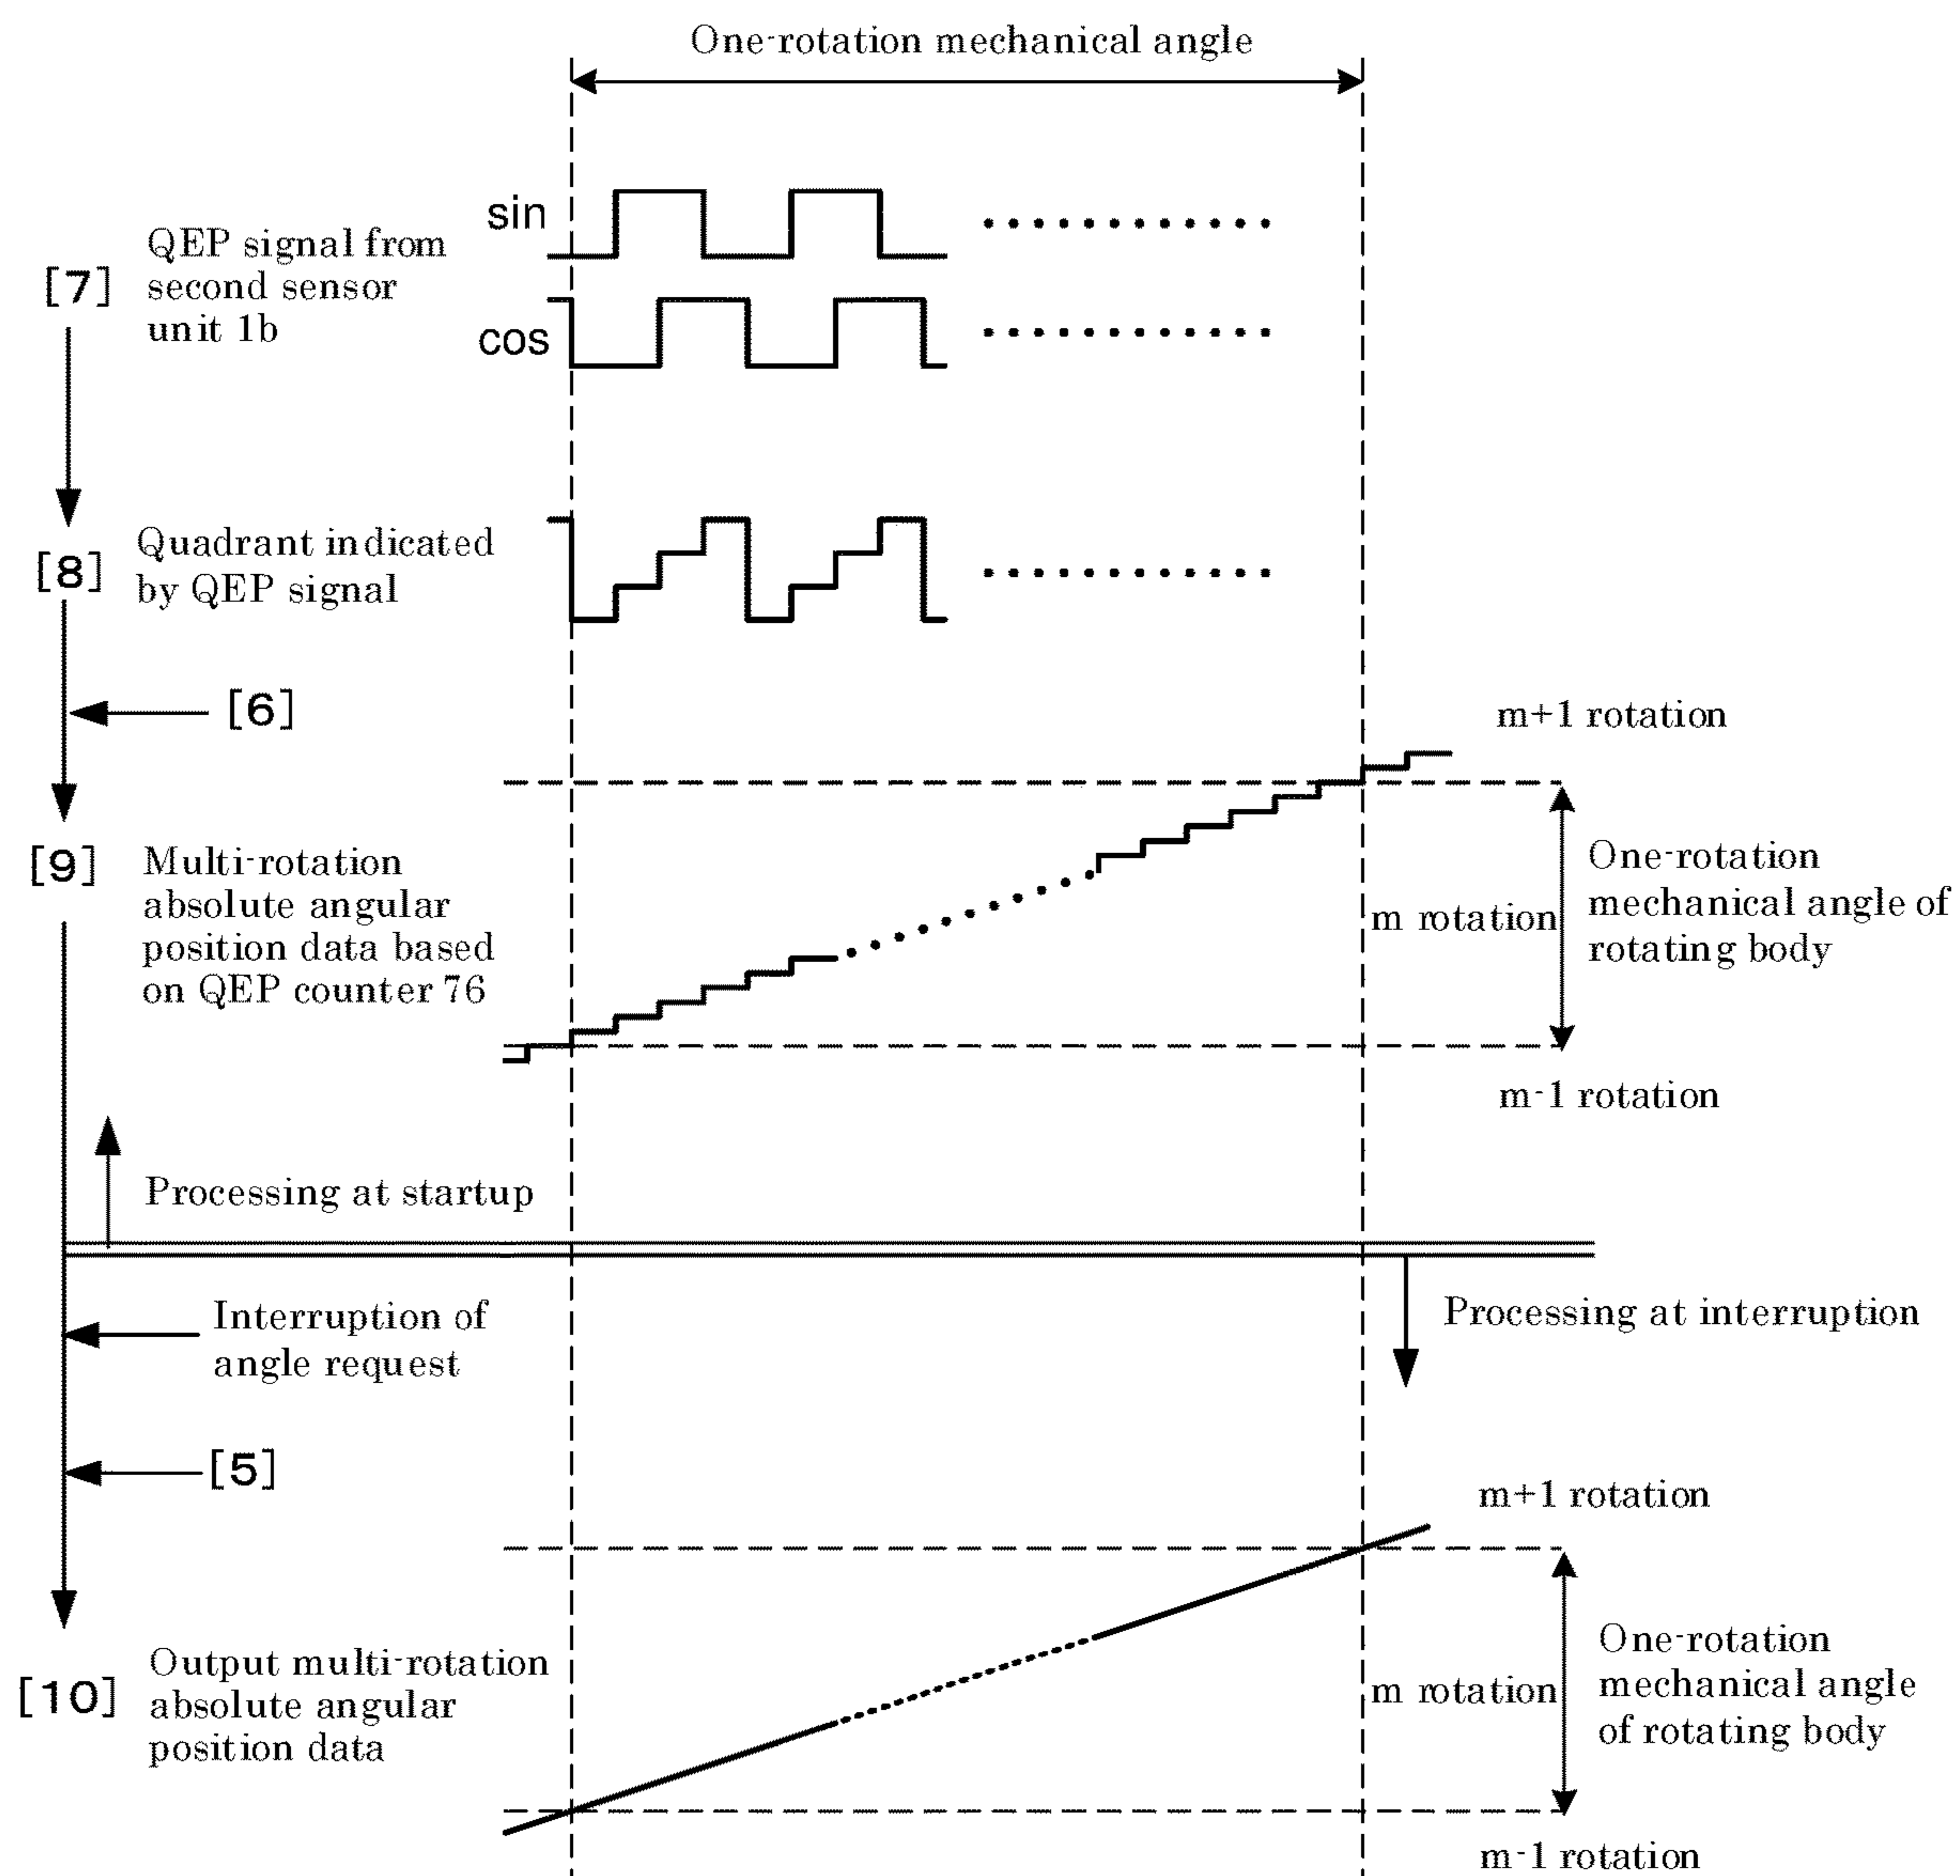 One-rotation mechanical angle
sin
[7]
QEP signal from
second sensor
unit 1b
cos
[8]
Quadrant indicated
by QEP signal
[6]
m+1 rotation
[9]
Multi-rotation
absolute angular
position data based
on QEP counter 76
m rotation
One-rotation
mechanical angle of
rotating body
m-1 rotation
Processing at startup
Interruption of
angle request
Processing at interruption
[5]
m+1 rotation
[10]
Output multi-rotation
absolute angular
position data
m rotation
One-rotation
mechanical angle
of rotating body
m-1 rotation